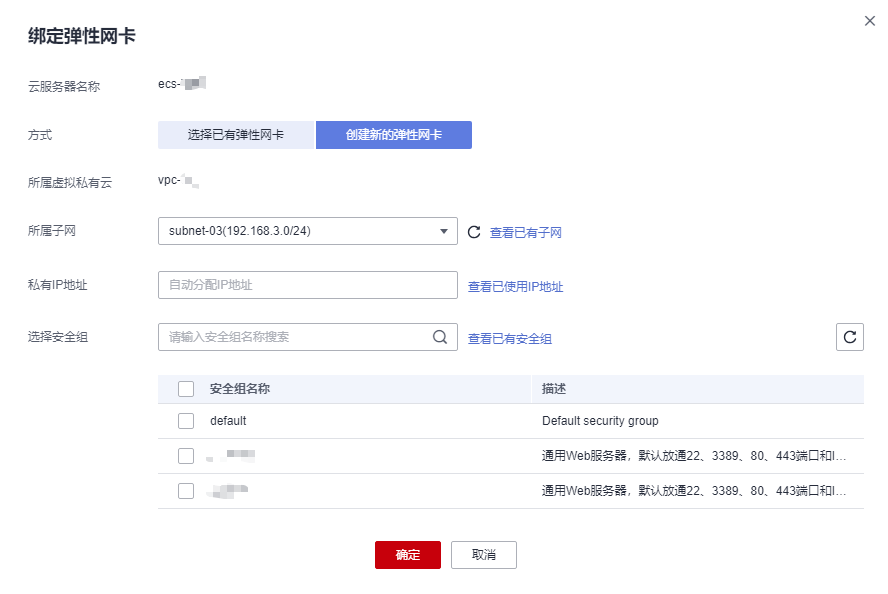 绑定弹性网卡
云服务器名称 ecs-
方式 选择已有弹性网卡 创建新的弹性网卡
所属虚拟私有云 vpc-
所属子网 subnet-03(192.168.3.0/24) 查看已有子网
私有IP地址 自动分配IP地址 查看已使用IP地址
选择安全组 请输入安全组名称搜索 查看已有安全组
安全组名称 描述
default Default security group
通用Web服务器，默认放通22、3389、80、443端口和I...
通用Web服务器，默认放通22、3389、80、443端口和I...
确定 取消